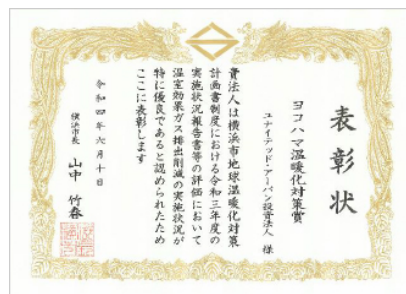 表彰状
ヨコハマ温暖化対策賞
ユナイテッド・アーバン投資法人 様
貴法人は横浜市地球温暖化対策
計画書制度における令和三年度の
実施状況報告書等の評価において
温室効果ガス排出削減の実施状況が
特に優良であると認められたため
ここに表彰します
令和四年六月十日
横浜市長 山中 竹春